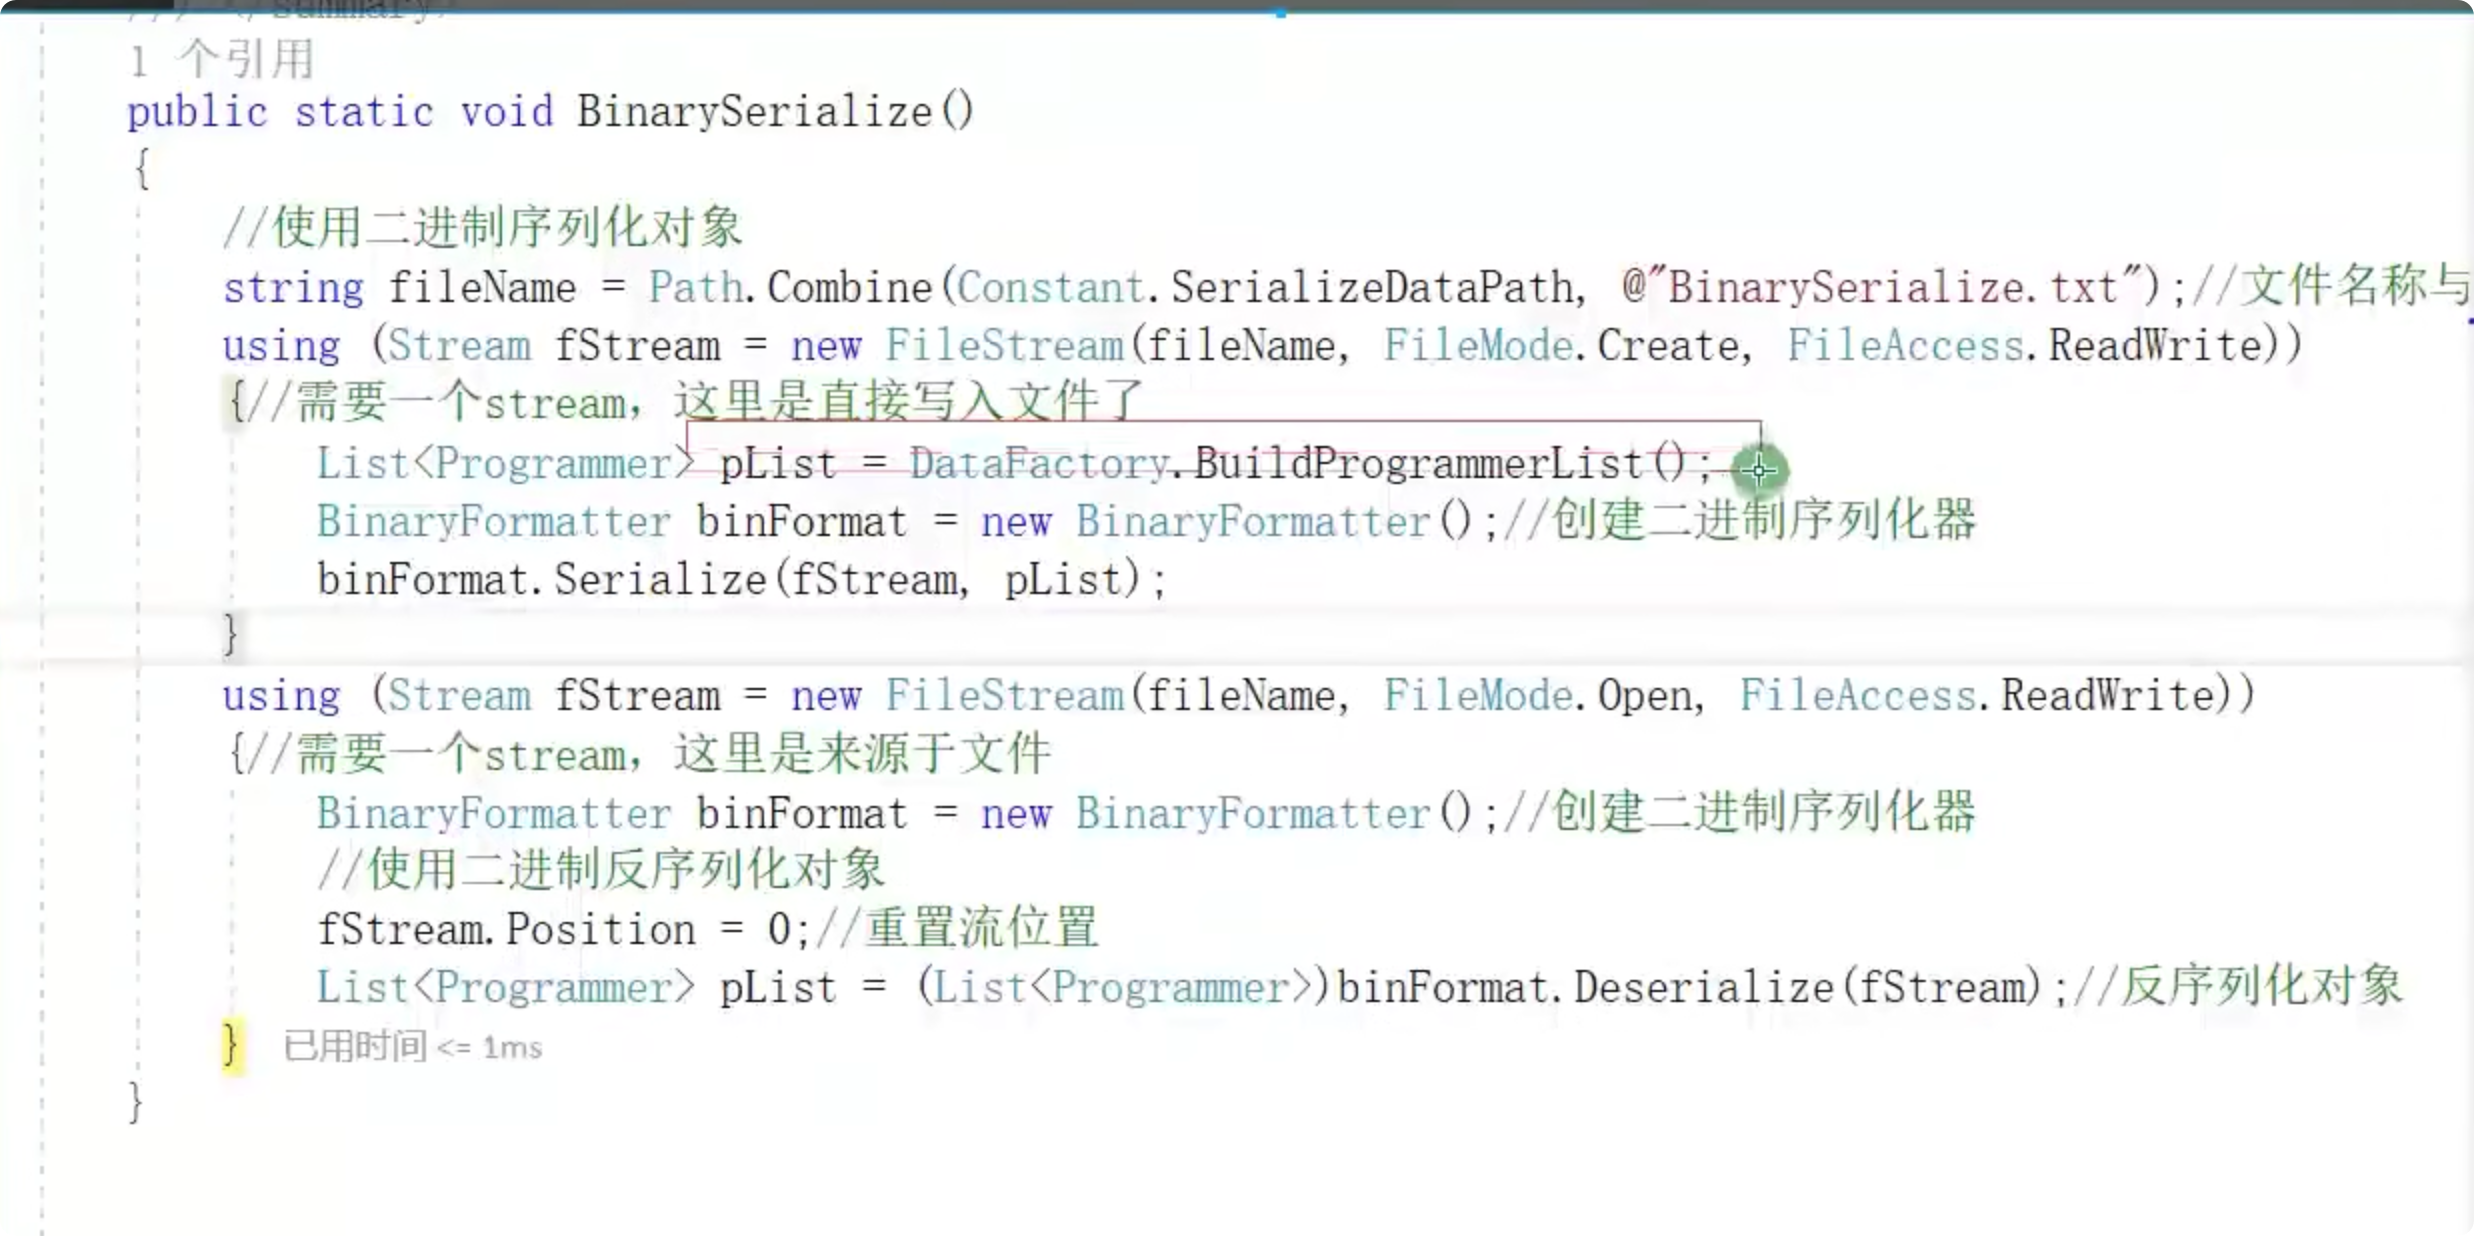 /// </summary>
1 个引用
public static void BinarySerialize()
{
//使用二进制序列化对象
string fileName = Path.Combine(Constant.SerializeDataPath, @"BinarySerialize.txt");//文件名称与
using (Stream fStream = new FileStream(fileName, FileMode.Create, FileAccess.ReadWrite))
{//需要一个stream，这里是直接写入文件了
List<Programmer> pList = DataFactory.BuildProgrammerList();
BinaryFormatter binFormat = new BinaryFormatter();//创建二进制序列化器
binFormat.Serialize(fStream, pList);
}
using (Stream fStream = new FileStream(fileName, FileMode.Open, FileAccess.ReadWrite))
{//需要一个stream，这里是来源于文件
BinaryFormatter binFormat = new BinaryFormatter();//创建二进制序列化器
//使用二进制反序列化对象
fStream.Position = 0;//重置流位置
List<Programmer> pList = (List<Programmer>)binFormat.Deserialize(fStream);//反序列化对象
} 已用时间 <= 1ms
}